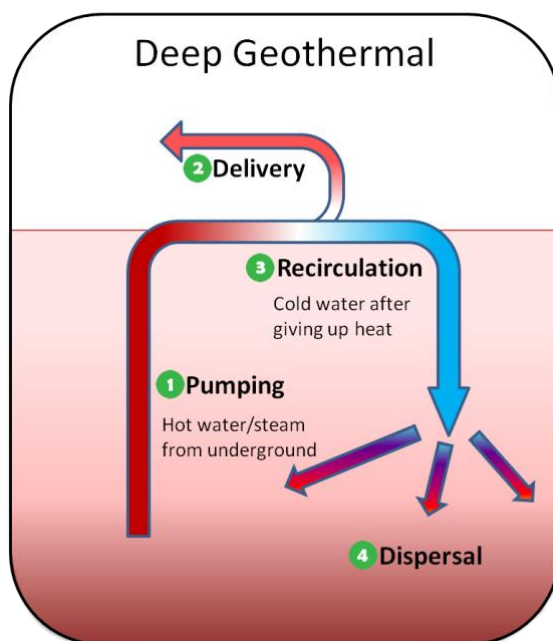 Deep Geothermal
2 Delivery
3 Recirculation
Cold water after
giving up heat
1 Pumping
Hot water/steam
from underground
4 Dispersal